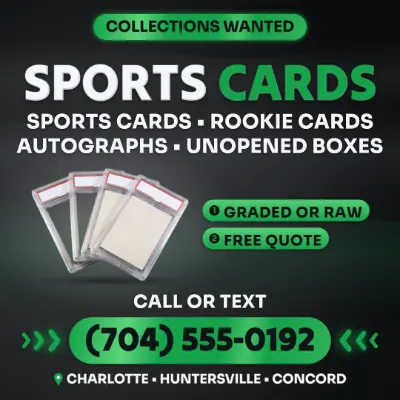 COLLECTIONS WANTED
SPORTS CARDS
SPORTS CARDS ▪ ROOKIE CARDS
AUTOGRAPHS ▪ UNOPENED BOXES
1 GRADED OR RAW
2 FREE QUOTE
CALL OR TEXT
(704) 555-0192
CHARLOTTE ▪ HUNTERSVILLE ▪ CONCORD